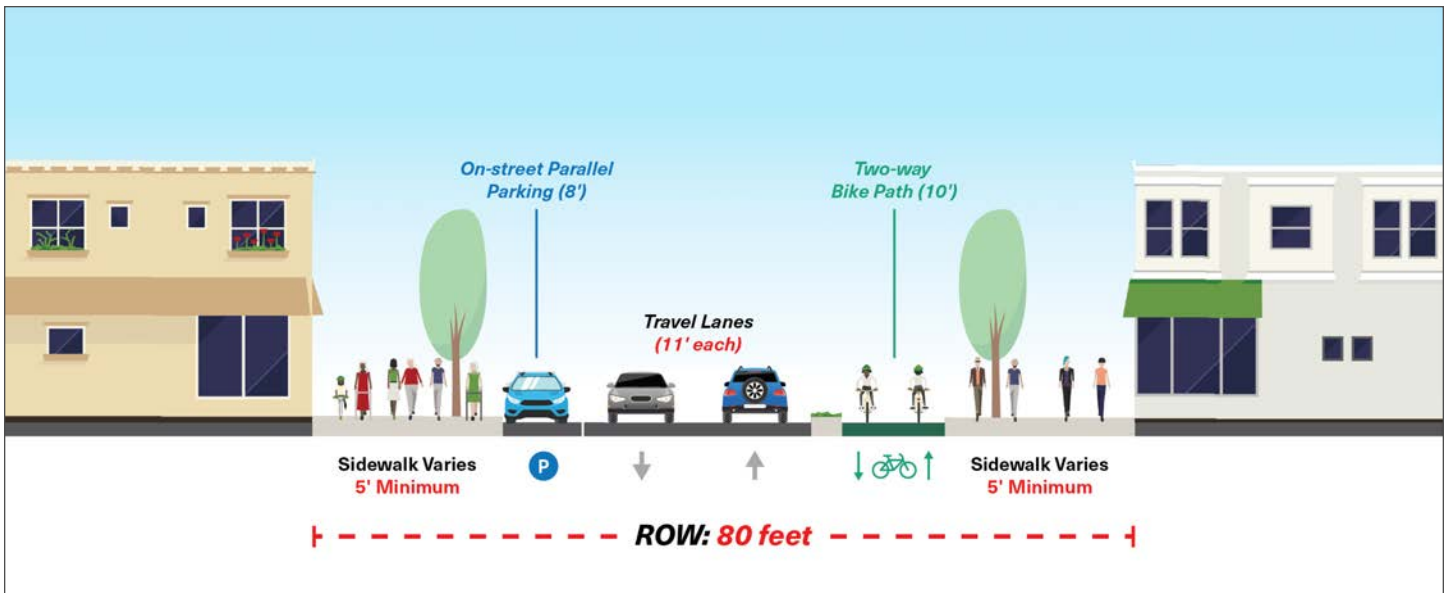 On-street Parallel
Parking (8')
Two-way
Bike Path (10')
Travel Lanes
(11' each)
Sidewalk Varies
5' Minimum
P
Sidewalk Varies
5' Minimum
ROW: 80 feet